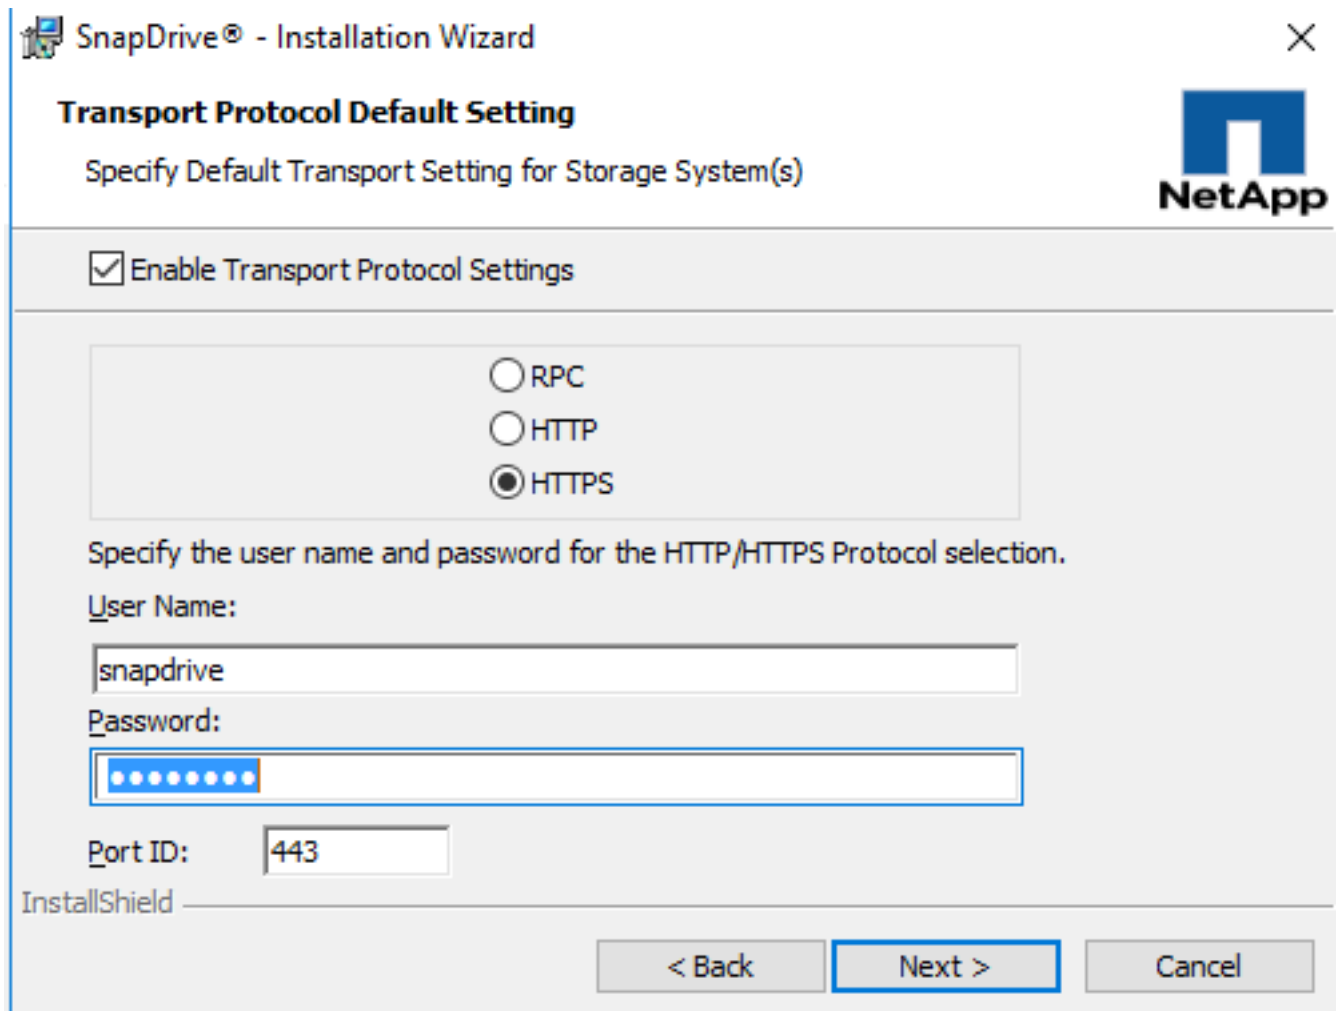 SnapDrive® - Installation Wizard
Transport Protocol Default Setting
Specify Default Transport Setting for Storage System(s)
NetApp
Enable Transport Protocol Settings
RPC
HTTP
HTTPS
Specify the user name and password for the HTTP/HTTPS Protocol selection.
User Name:
snapdrive
Password:
••••••••
Port ID: 443
InstallShield
< Back Next > Cancel